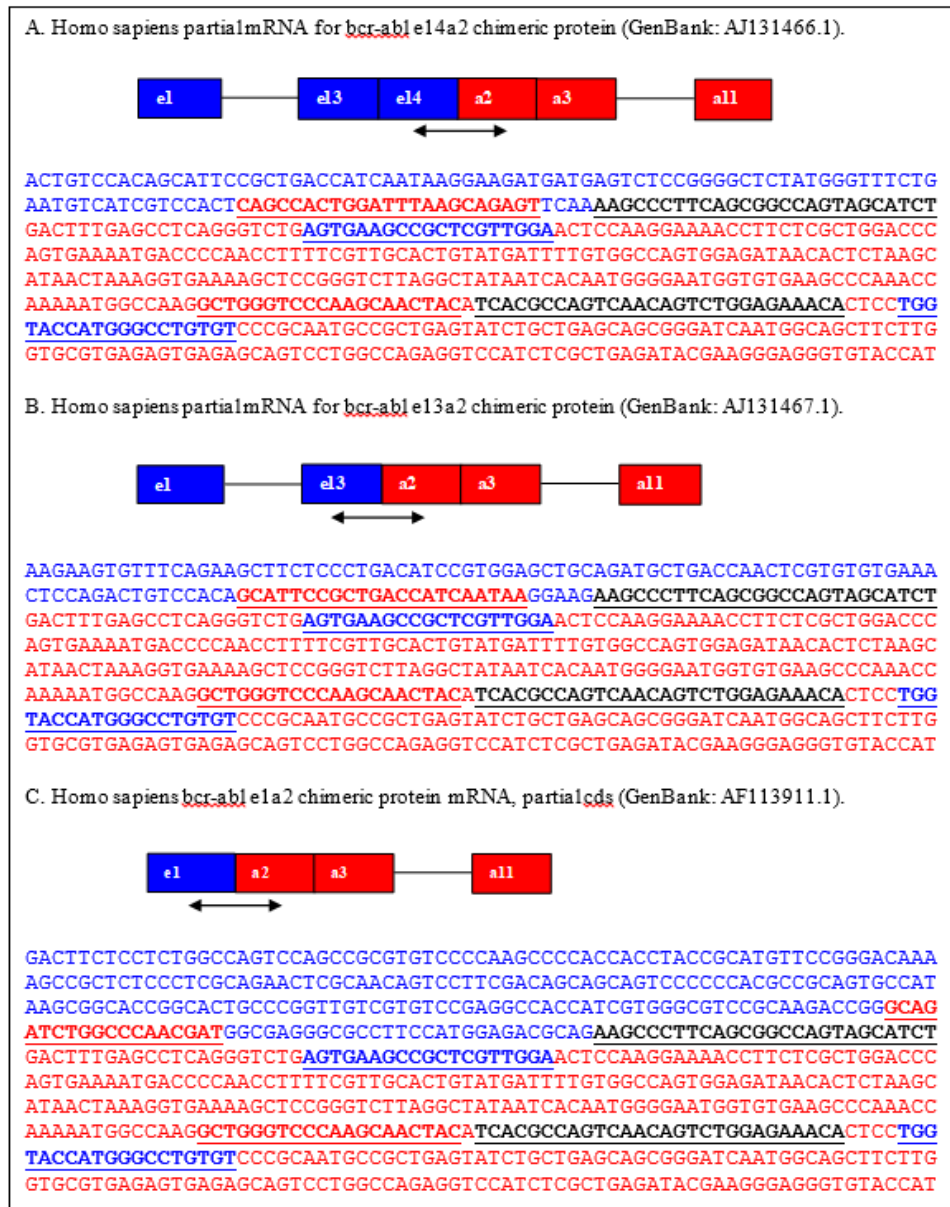 A. Homo sapiens partial mRNA for bcr-abl e14a2 chimeric protein (GenBank: AJ131466.1).
e1 e13 e14 a2 a3 a11
ACTGTCCACAGCATTCCGCTGACCATCAATAAGGAAGATGATGAGTCTCCGGGGCTCTATGGGTTTCTG
AATGTCATCGTCCACTCAGCCACTGGATTTAAGCAGAGTTCAAAAGCCCTTCAGCGGCCAGTAGCATCT
GACTTTGAGCCTCAGGGTCTGAGTGAAGCCGCTCGTTGGAACTCCAAGGAAAACCTTCTCGCTGGACCC
AGTGAAAATGACCCCAACCTTTTCGTTGCACTGTATGATTTTGTGGCCAGTGGAGATAACACTCTAAGC
ATAACTAAAGGTGAAAAGCTCCGGGTCTTAGGCTATAATCACAATGGGGAATGGTGTGAAGCCCAAACC
AAAAATGGCCAAGGCTGGGTCCCAAGCAACTACATCACGCCAGTCAACAGTCTGGAGAAACACTCCTGG
TACCATGGGCCTGTGTCCCGCAATGCCGCTGAGTATCTGCTGAGCAGCGGGATCAATGGCAGCTTCTTG
GTGCGTGAGAGTGAGAGCAGTCCTGGCCAGAGGTCCATCTCGCTGAGATACGAAGGGAGGGTGTACCAT
B. Homo sapiens partial mRNA for bcr-abl e13a2 chimeric protein (GenBank: AJ131467.1).
e1 e13 a2 a3 a11
AAGAAGTGTTTCAGAAGCTTCTCCCTGACATCCGTGGAGCTGCAGATGCTGACCAACTCGTGTGTGAAA
CTCCAGACTGTCCACAGCATTCCGCTGACCATCAATAAGGAAGAAGCCCTTCAGCGGCCAGTAGCATCT
GACTTTGAGCCTCAGGGTCTGAGTGAAGCCGCTCGTTGGAACTCCAAGGAAAACCTTCTCGCTGGACCC
AGTGAAAATGACCCCAACCTTTTCGTTGCACTGTATGATTTTGTGGCCAGTGGAGATAACACTCTAAGC
ATAACTAAAGGTGAAAAGCTCCGGGTCTTAGGCTATAATCACAATGGGGAATGGTGTGAAGCCCAAACC
AAAAATGGCCAAGGCTGGGTCCCAAGCAACTACATCACGCCAGTCAACAGTCTGGAGAAACACTCCTGG
TACCATGGGCCTGTGTCCCGCAATGCCGCTGAGTATCTGCTGAGCAGCGGGATCAATGGCAGCTTCTTG
GTGCGTGAGAGTGAGAGCAGTCCTGGCCAGAGGTCCATCTCGCTGAGATACGAAGGGAGGGTGTACCAT
C. Homo sapiens bcr-abl e1a2 chimeric protein mRNA, partial cds (GenBank: AF113911.1).
e1 a2 a3 a11
GACTTCTCCTCTGGCCAGTCCAGCCGCGTGTCCCCAAGCCCCACCACCTACCGCATGTTCCGGGACAAA
AGCCGCTCTCCCTCGCAGAACTCGCAACAGTCCTTCGACAGCAGCAGTCCCCCCACGCCGCAGTGCCAT
AAGCGGCACCGGCACTGCCCGGTTGTCGTGTCCGAGGCCACCATCGTGGGCGTCCGCAAGACCGGGCAG
ATCTGGCCCAACGATGGCGAGGGCGCCTTCCATGGAGACGCAGAAGCCCTTCAGCGGCCAGTAGCATCT
GACTTTGAGCCTCAGGGTCTGAGTGAAGCCGCTCGTTGGAACTCCAAGGAAAACCTTCTCGCTGGACCC
AGTGAAAATGACCCCAACCTTTTCGTTGCACTGTATGATTTTGTGGCCAGTGGAGATAACACTCTAAGC
ATAACTAAAGGTGAAAAGCTCCGGGTCTTAGGCTATAATCACAATGGGGAATGGTGTGAAGCCCAAACC
AAAAATGGCCAAGGCTGGGTCCCAAGCAACTACATCACGCCAGTCAACAGTCTGGAGAAACACTCCTGG
TACCATGGGCCTGTGTCCCGCAATGCCGCTGAGTATCTGCTGAGCAGCGGGATCAATGGCAGCTTCTTG
GTGCGTGAGAGTGAGAGCAGTCCTGGCCAGAGGTCCATCTCGCTGAGATACGAAGGGAGGGTGTACCAT